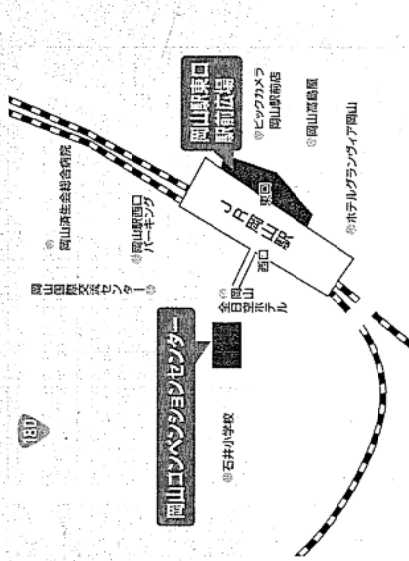 岡山駅東口
駅前広場
ビックカメラ
岡山駅前店
岡山高島屋
ホテルグランヴィア岡山
東口
JR岡山駅
西口
岡山済生会総合病院
岡山駅西口
パーキング
岡山国際交流センター
岡山
全日空ホテル
岡山コンベンションセンター
石井小学校
180